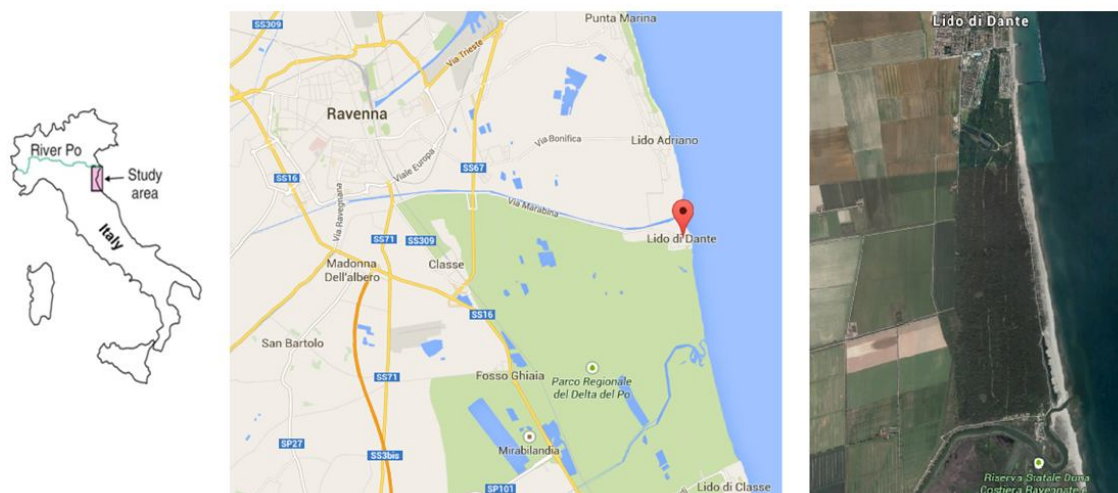 River Po
Study
area
Italy
SS309
Punta Marina
Via Trieste
Ravenna
Via Bonifica
Lido Adriano
Viale Europa
SS67
SS16
Via Ravegnana
Via Marabina
SS71
SS309
Lido di Dante
Madonna
Dell'albero
Classe
SS16
San Bartolo
SS71
Fosso Ghiaia
Parco Regionale
del Delta del Po
SP27
Mirabilandia
SS3bis
SP101
Lido di Classe
Lido di Dante
Riserva Statale Duna
Costiera Ravennate e